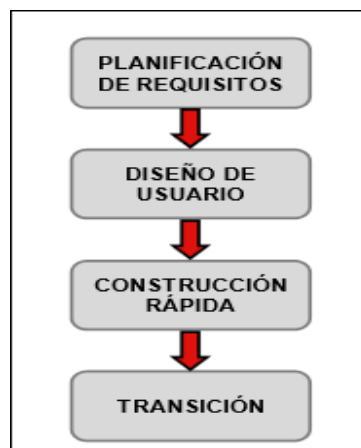 PLANIFICACIÓN
DE REQUISITOS
DISEÑO DE
USUARIO
CONSTRUCCIÓN
RÁPIDA
TRANSICIÓN